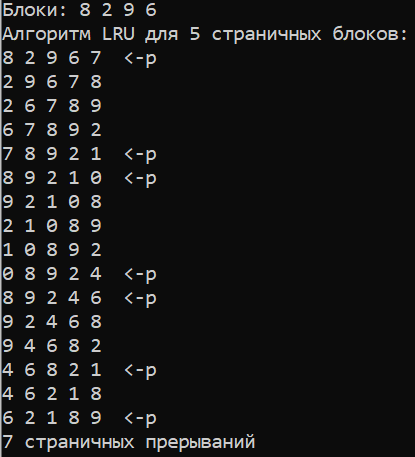 Блоки: 8 2 9 6
Алгоритм LRU для 5 страничных блоков:
8 2 9 6 7  <-p
2 9 6 7 8
2 6 7 8 9
6 7 8 9 2
7 8 9 2 1  <-p
8 9 2 1 0  <-p
9 2 1 0 8
2 1 0 8 9
1 0 8 9 2
0 8 9 2 4  <-p
8 9 2 4 6  <-p
9 2 4 6 8
9 4 6 8 2
4 6 8 2 1  <-p
4 6 2 1 8
6 2 1 8 9  <-p
7 страничных прерываний